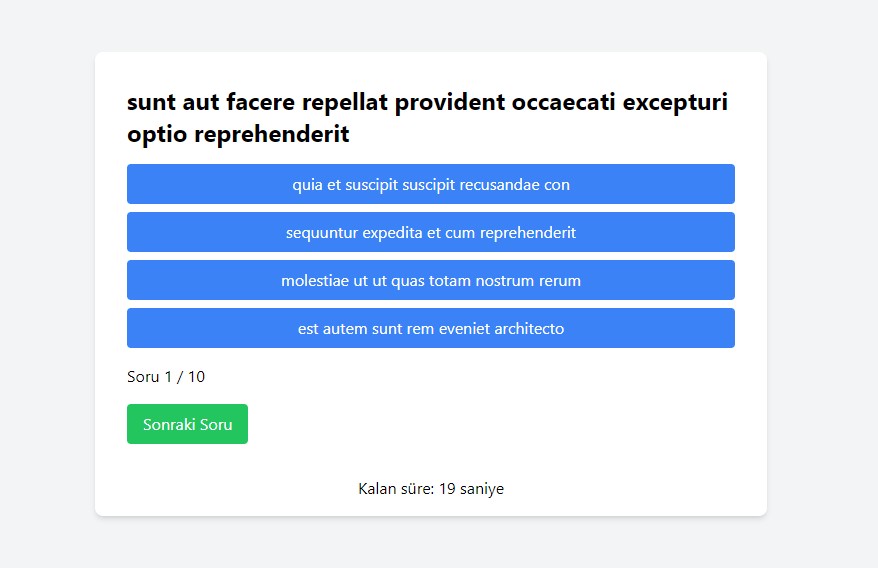 sunt aut facere repellat provident occaecati excepturi
optio reprehenderit
quia et suscipit suscipit recusandae con
sequuntur expedita et cum reprehenderit
molestiae ut ut quas totam nostrum rerum
est autem sunt rem eveniet architecto
Soru 1 / 10
Sonraki Soru
Kalan süre: 19 saniye